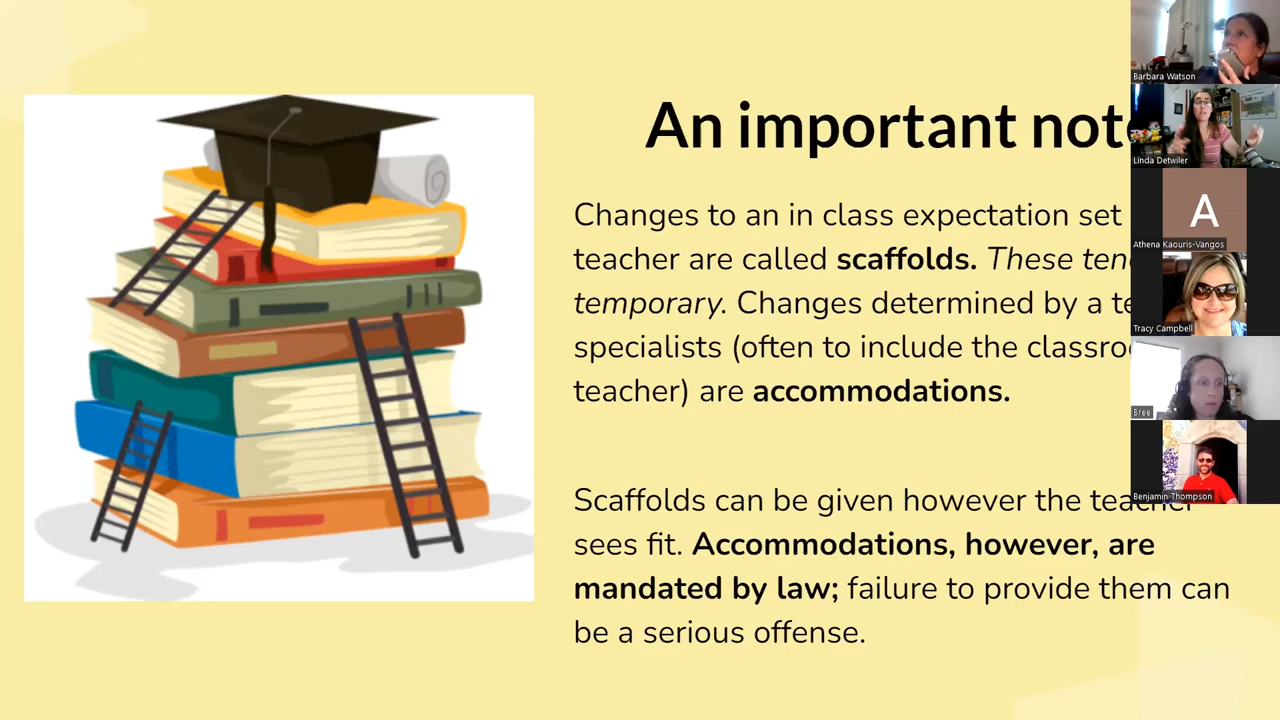 An important not
Changes to an in class expectation set
teacher are called scaffolds. These
temporary. Changes determined by a
specialists (often to include the
teacher) are accommodations.
Scaffolds can be given however the teacher
sees fit. Accommodations, however, are
mandated by law; failure to provide them can
be a serious offense.
Barbara Watson
Linda Detwiler
A
Athena Kaouris-Vangos
Tracy Campbell
Bree
Benjamin Thompson